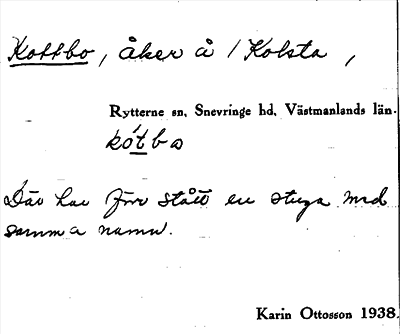 Kottbo, åker å / Kolsta,
Rytterne sn, Snevringe hd, Västmanlands län.
kótbo
Där har förr stått en stuga med
samma namn.
Karin Ottosson 1938.